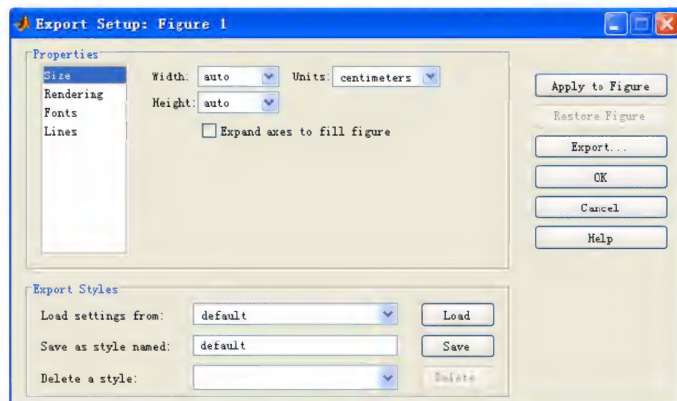 Export Setup: Figure 1
Properties
Size
Rendering
Fonts
Lines
Width: auto Units: centimeters
Height: auto
Expand axes to fill figure
Apply to Figure
Restore Figure
Export...
OK
Cancel
Help
Export Styles
Load settings from: default Load
Save as style named: default Save
Delete a style: Delete